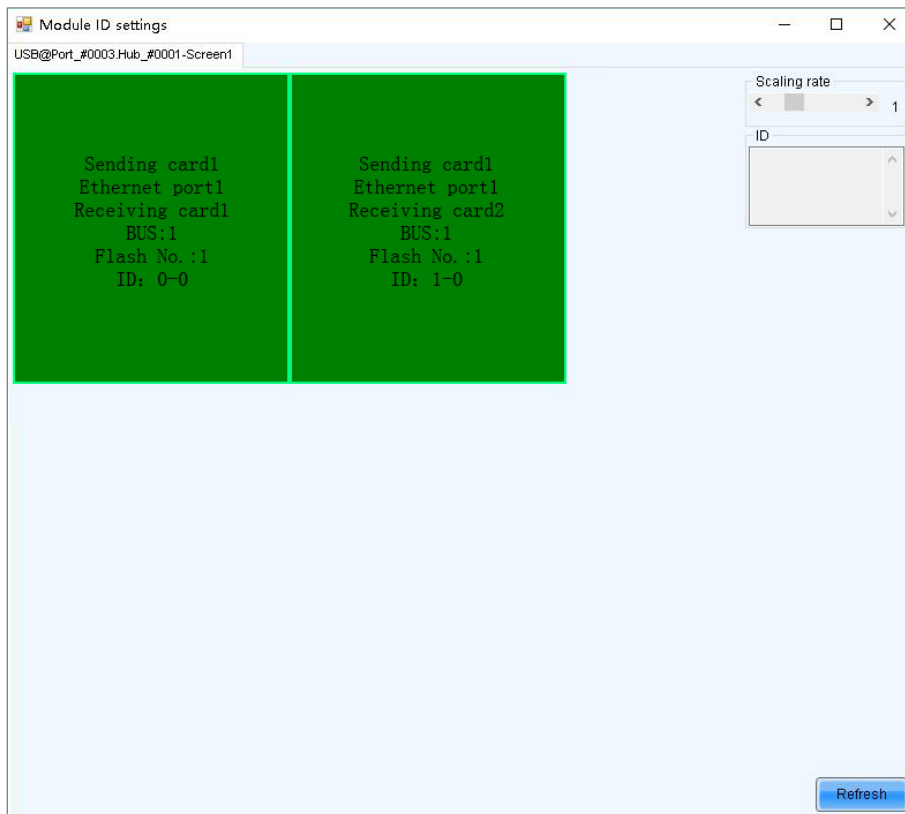 Module ID settings
USB@Port_#0003.Hub_#0001-Screen1
Sending card1
Ethernet port1
Receiving card1
BUS:1
Flash No.:1
ID: 0-0
Sending card1
Ethernet port1
Receiving card2
BUS:1
Flash No.:1
ID: 1-0
Scaling rate
1
ID
Refresh